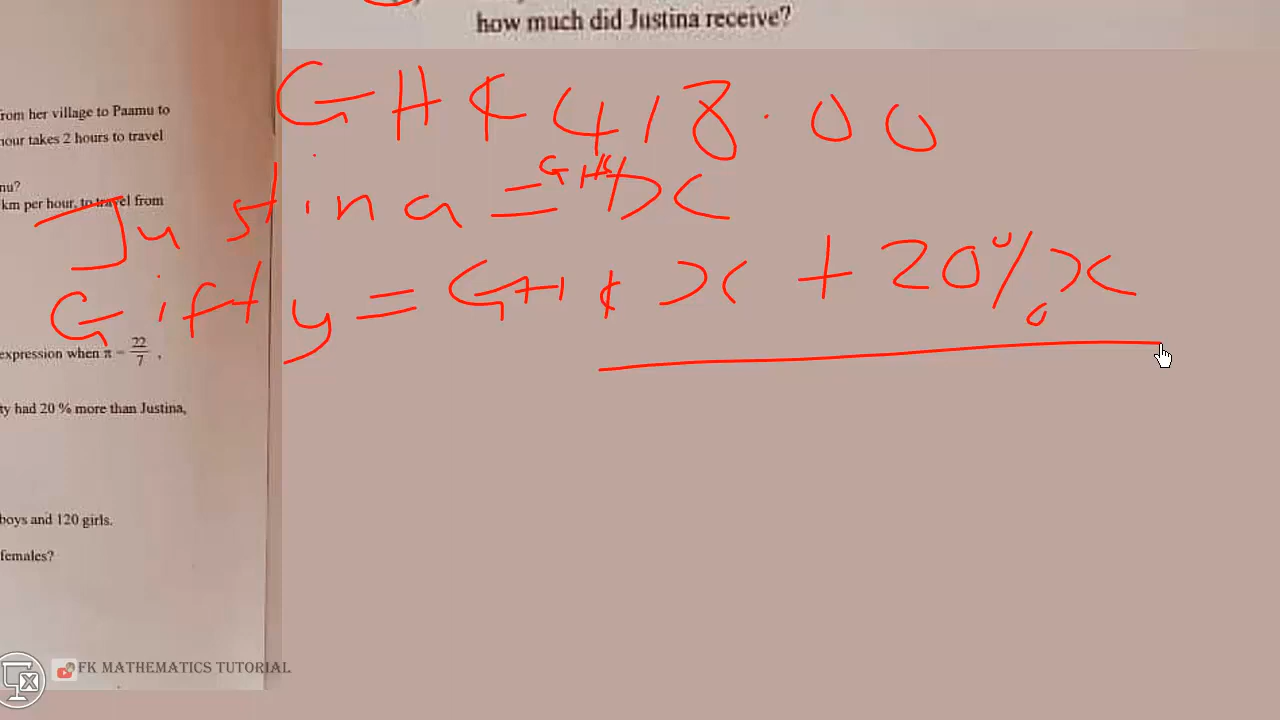 how much did Justina receive?
GH₵418.00
Justina = GH₵x
Gifty = GH₵ x + 20%x
rom her village to Paamu to
hour takes 2 hours to travel
nu?
km per hour, to travel from
expression when π = 22/7 ,
ty had 20 % more than Justina,
boys and 120 girls.
females?
FK MATHEMATICS TUTORIAL